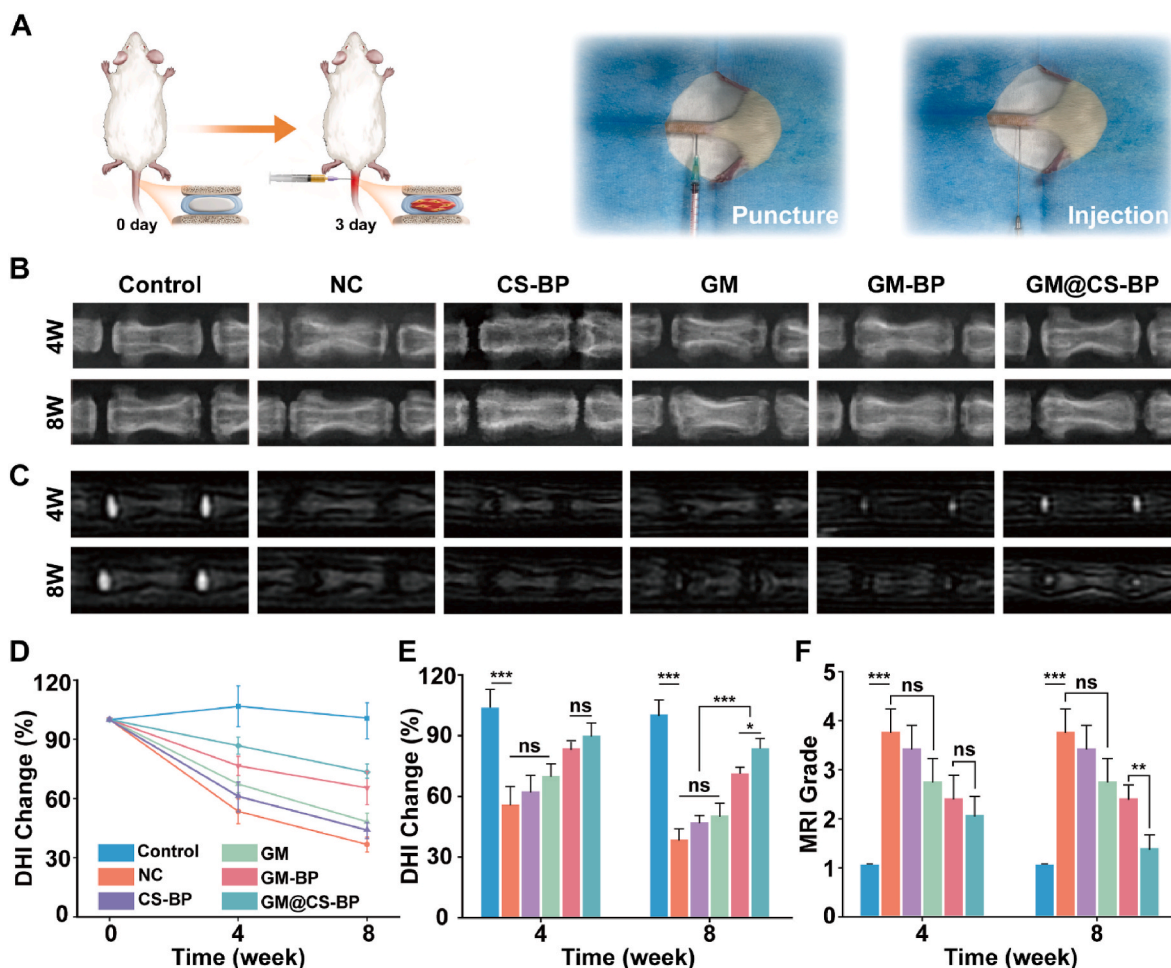 A
0 day
3 day
Puncture
Injection
B
Control NC CS-BP GM GM-BP GM@CS-BP
4W
8W
C
4W
8W
D
DHI Change (%)
120
90
60
30
0
Control
NC
CS-BP
GM
GM-BP
GM@CS-BP
0 4 8
Time (week)
E
DHI Change (%)
120
90
60
30
0
***
ns
ns
***
ns
***
*
4 8
Time (week)
F
MRI Grade
5
4
3
2
1
0
***
ns
ns
***
ns
**
4 8
Time (week)